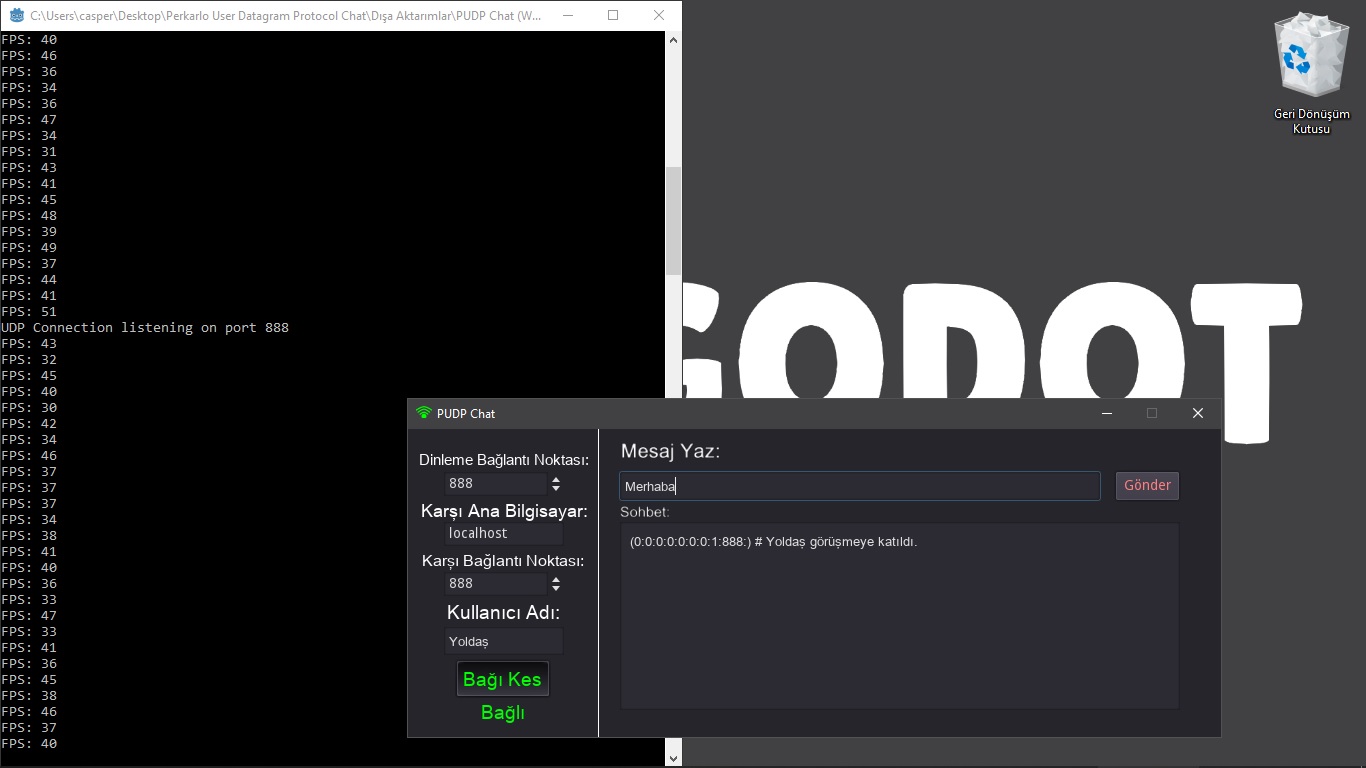 C:\Users\casper\Desktop\Perkarlo User Datagram Protocol Chat\Dışa Aktarımlar\PUDP Chat (W...
FPS: 40
FPS: 46
FPS: 36
FPS: 34
FPS: 36
FPS: 47
FPS: 34
FPS: 31
FPS: 43
FPS: 41
FPS: 45
FPS: 48
FPS: 39
FPS: 49
FPS: 37
FPS: 44
FPS: 41
FPS: 51
UDP Connection listening on port 888
FPS: 43
FPS: 32
FPS: 45
FPS: 40
FPS: 30
FPS: 42
FPS: 34
FPS: 46
FPS: 37
FPS: 37
FPS: 37
FPS: 34
FPS: 38
FPS: 41
FPS: 40
FPS: 36
FPS: 33
FPS: 47
FPS: 33
FPS: 41
FPS: 36
FPS: 45
FPS: 38
FPS: 46
FPS: 37
FPS: 40
Geri Dönüşüm
Kutusu
GODOT
PUDP Chat
Dinleme Bağlantı Noktası:
888
Karşı Ana Bilgisayar:
localhost
Karşı Bağlantı Noktası:
888
Kullanıcı Adı:
Yoldaş
Bağı Kes
Bağlı
Mesaj Yaz:
Merhaba
Gönder
Sohbet:
(0:0:0:0:0:0:0:1:888:) # Yoldaş görüşmeye katıldı.